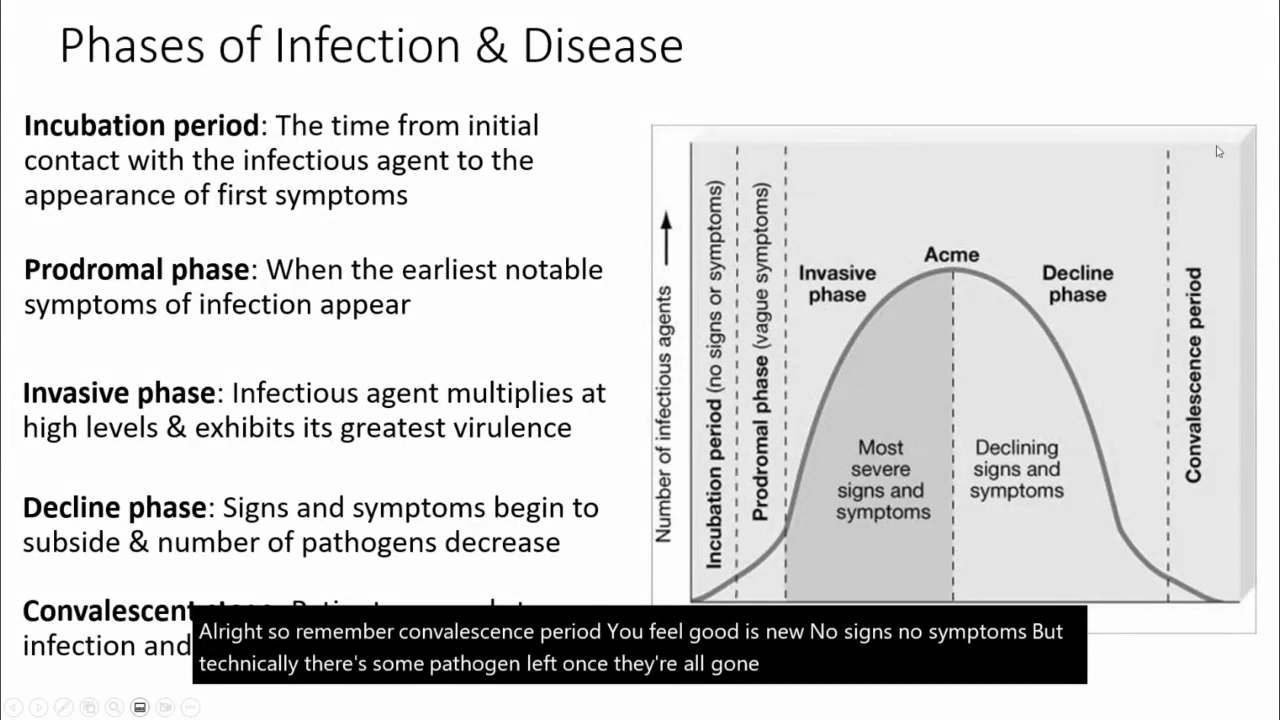 Phases of Infection & Disease
Incubation period: The time from initial
contact with the infectious agent to the
appearance of first symptoms
Prodromal phase: When the earliest notable
symptoms of infection appear
Invasive phase: Infectious agent multiplies at
high levels & exhibits its greatest virulence
Decline phase: Signs and symptoms begin to
subside & number of pathogens decrease
Convalescent
infection and
Number of infectious agents
Incubation period (no signs or symptoms)
Prodromal phase (vague symptoms)
Invasive
phase
Acme
Decline
phase
Most
severe
signs and
symptoms
Declining
signs and
symptoms
Convalescence period
Alright so remember convalescence period You feel good is new No signs no symptoms But
technically there's some pathogen left once they're all gone